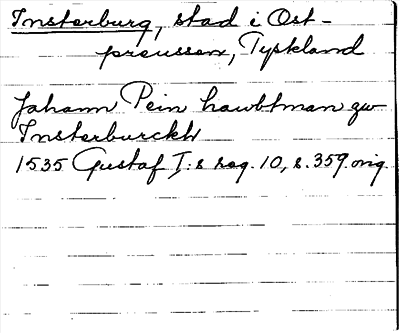 Insterburg, stad i Ost-
preussen, Tyskland
Johann Pein hawbtman zw
Insterburckh
1535 Gustaf I:s reg. 10, s. 359. orig.